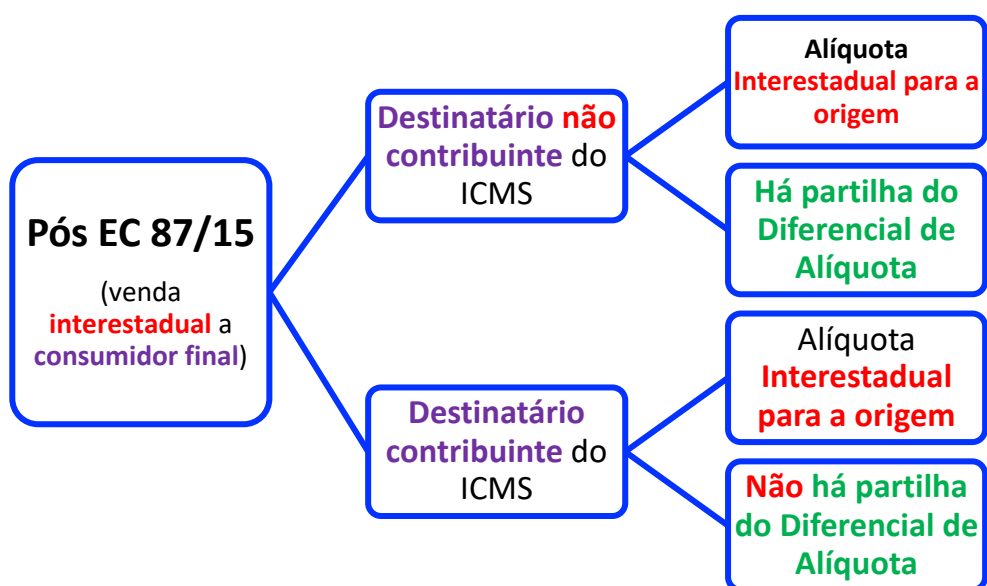 Pós EC 87/15
(venda
interestadual a
consumidor final)
Destinatário não
contribuinte do
ICMS
Alíquota
Interestadual para a
origem
Há partilha do
Diferencial de
Alíquota
Destinatário
contribuinte do
ICMS
Alíquota
Interestadual
para a origem
Não há partilha
do Diferencial de
Alíquota